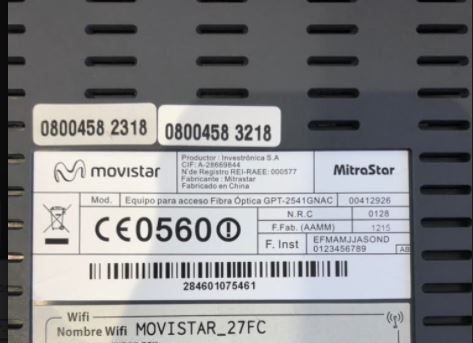 0800458 2318
0800458 3218
movistar
Productor : Investrónica S.A
CIF: A-28669844
Nº de Registro REI-RAEE: 000577
Fabricante : Mitrastar
Fabricado en China
MitraStar
Mod. Equipo para acceso Fibra Óptica GPT-2541GNAC 00412926
CE0560
N.R.C 0128
F.Fab. (AAMM) 1215
F. Inst EFMAMJJASOND
0123456789 AB
284601075461
Wifi
Nombre Wifi MOVISTAR_27FC